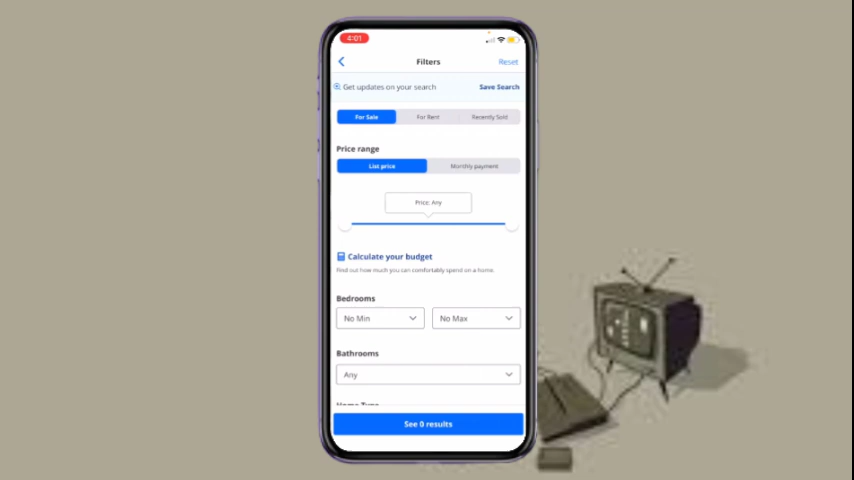 4:01
Filters
Reset
Get updates on your search
Save Search
For Sale
For Rent
Recently Sold
Price range
List price
Monthly payment
Price: Any
Calculate your budget
Find out how much you can comfortably spend on a home.
Bedrooms
No Min
No Max
Bathrooms
Any
Home Type
See 0 results